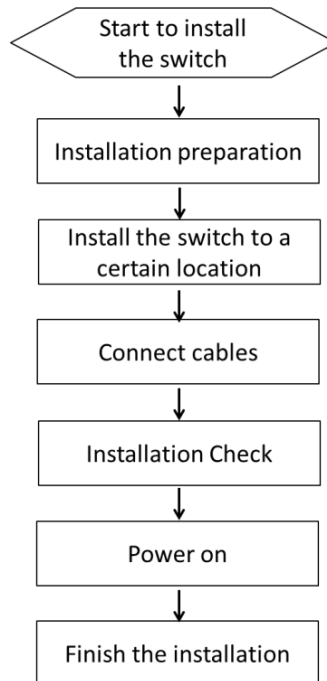 Start to install
the switch
Installation preparation
Install the switch to a
certain location
Connect cables
Installation Check
Power on
Finish the installation